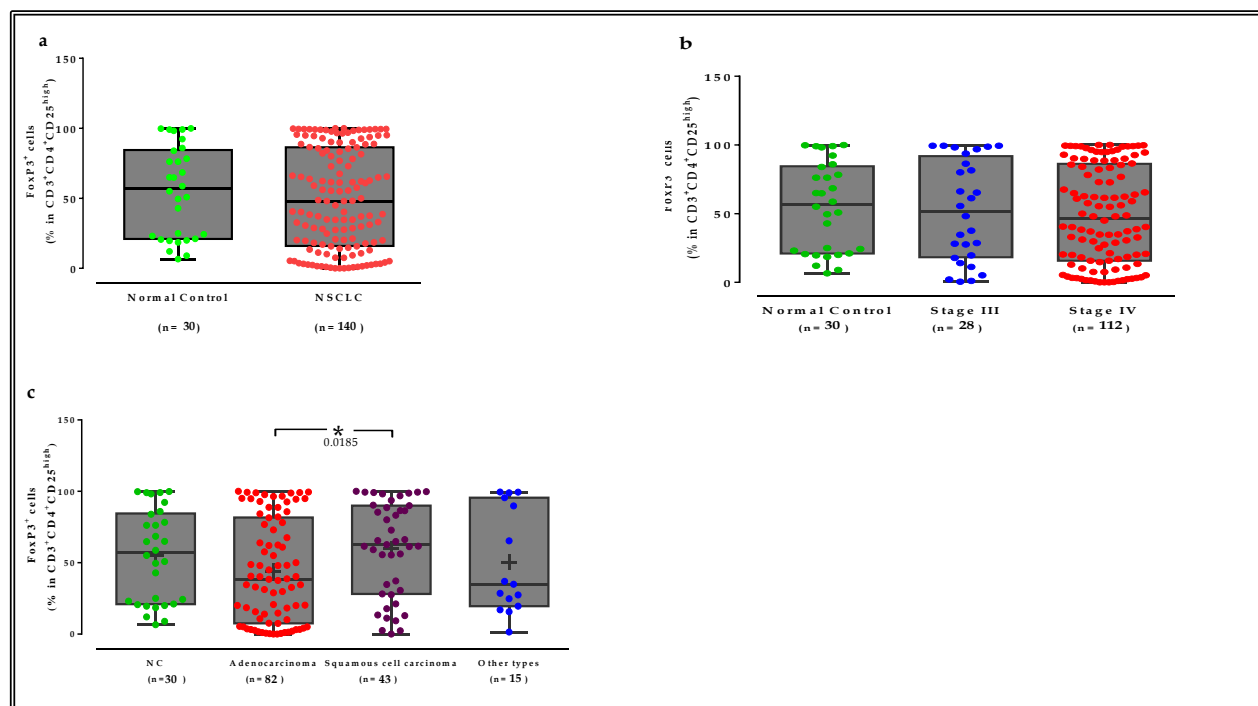 a
FoxP3⁺ cells
(% in CD3⁺CD4⁺CD25ʰⁱᵍʰ)
150
100
50
0
Normal Control
NSCLC
(n= 30)
(n=140)
b
FoxP3 cells
(% in CD3⁺CD4⁺CD25ʰⁱᵍʰ)
150
100
50
0
Normal Control
Stage III
Stage IV
(n= 30)
(n= 28)
(n= 112)
c
FoxP3⁺ cells
(% in CD3⁺CD4⁺CD25ʰⁱᵍʰ)
150
100
50
0
*
0.0185
NC
Adenocarcinoma
Squamous cell carcinoma
Other types
(n=30)
(n=82)
(n=43)
(n=15)